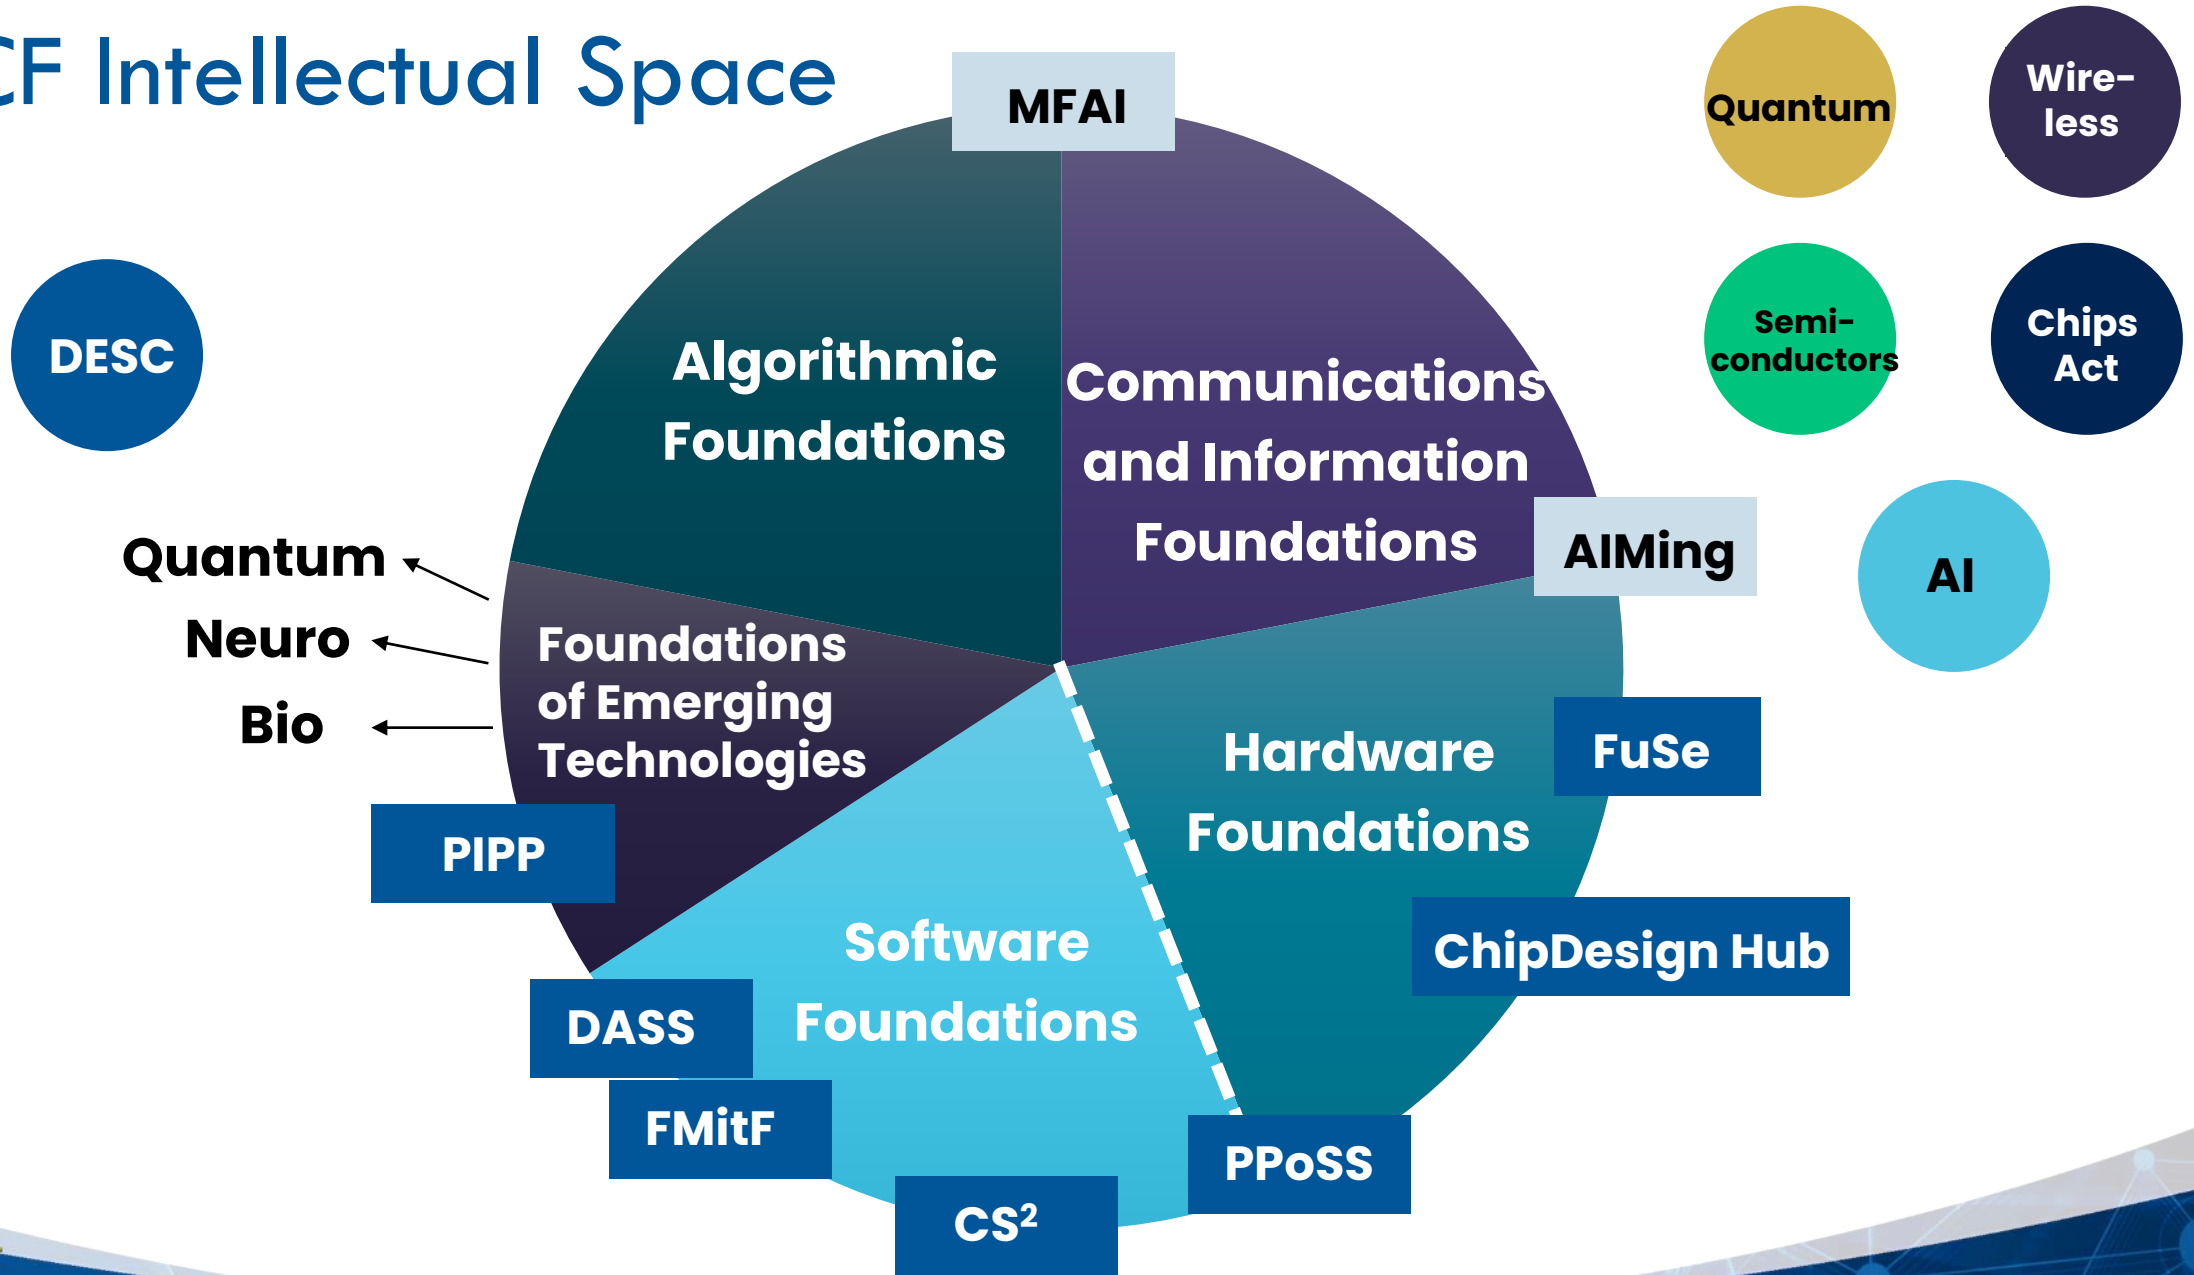 CF Intellectual Space
MFAI
Quantum
Wire-
less
DESC
Semi-
conductors
Chips
Act
Algorithmic
Foundations
Communications
and Information
Foundations
AIMing
AI
Quantum
Neuro
Bio
Foundations
of Emerging
Technologies
Hardware
Foundations
FuSe
PIPP
ChipDesign Hub
Software
Foundations
DASS
FMitF
PPoSS
CS²